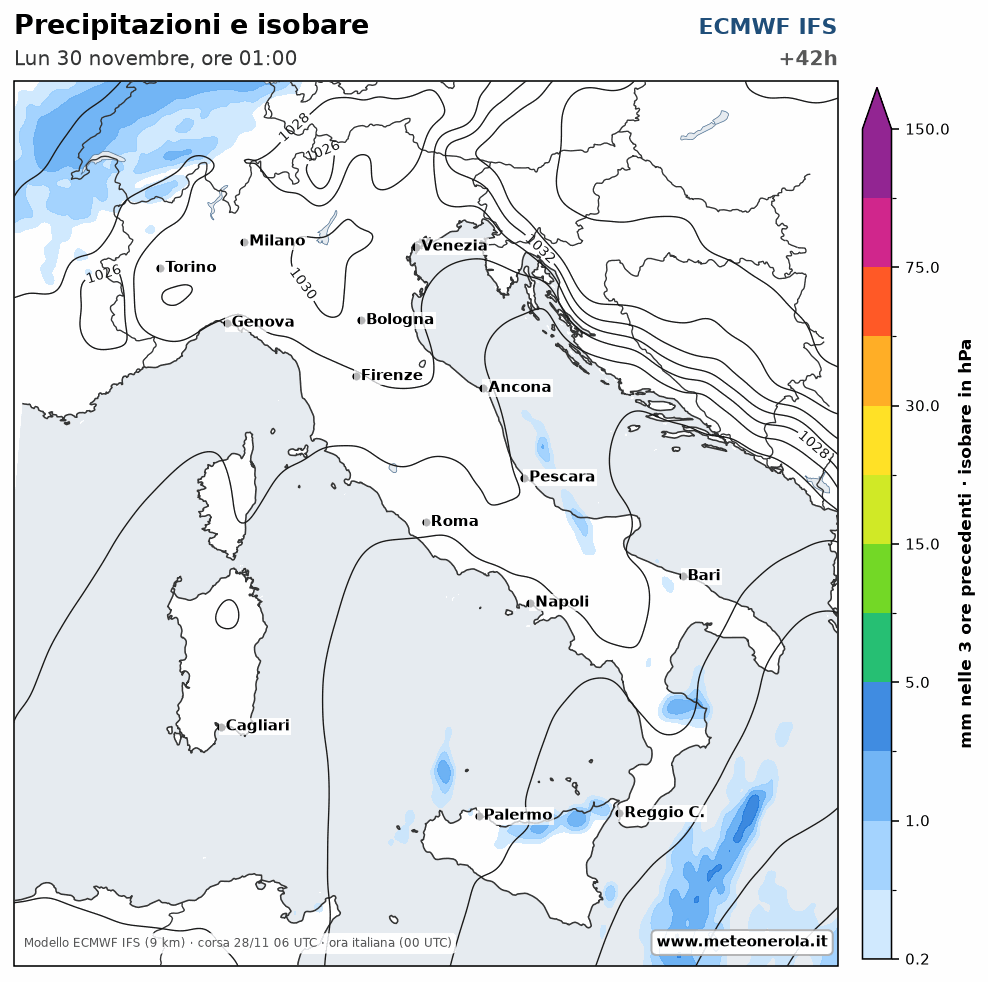 Precipitazioni e isobare
ECMWF IFS
Lun 30 novembre, ore 01:00
+42h
1028
1026
1032
Milano
Venezia
Torino
1026
1030
Genova
Bologna
Firenze
Ancona
1028
Pescara
Roma
Bari
Napoli
Cagliari
Palermo
Reggio C.
Modello ECMWF IFS (9 km) · corsa 28/11 06 UTC · ora italiana (00 UTC)
www.meteonerola.it
150.0
75.0
30.0
15.0
5.0
1.0
0.2
mm nelle 3 ore precedenti · isobare in hPa